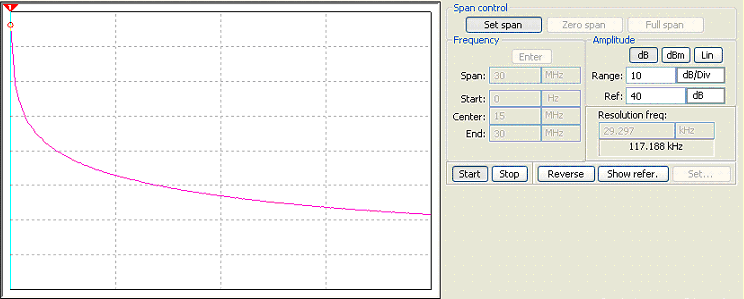 1
Span control
Set span Zero span Full span
Frequency
Enter
Span: 30 MHz
Start: 0 Hz
Center: 15 MHz
End: 30 MHz
Amplitude
dB dBm Lin
Range: 10 dB/Div
Ref: 40 dB
Resolution freq:
29.297 kHz
117.188 kHz
Start Stop Reverse Show refer. Set...